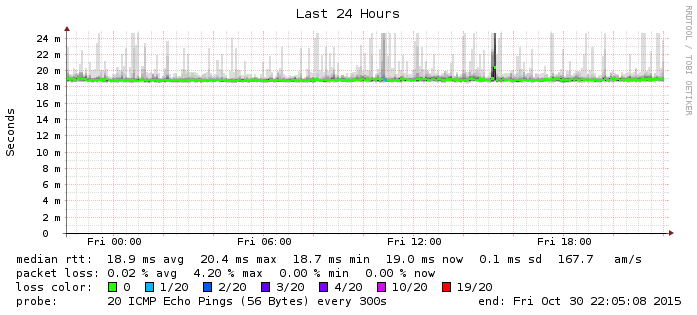 Last 24 Hours
RRDTOOL / TOBI OETIKER
Seconds
24 m
22 m
20 m
18 m
16 m
14 m
12 m
10 m
8 m
6 m
4 m
2 m
0
Fri 00:00 Fri 06:00 Fri 12:00 Fri 18:00
median rtt: 18.9 ms avg 20.4 ms max 18.7 ms min 19.0 ms now 0.1 ms sd 167.7 am/s
packet loss: 0.02 % avg 4.20 % max 0.00 % min 0.00 % now
loss color: 0 1/20 2/20 3/20 4/20 10/20 19/20
probe: 20 ICMP Echo Pings (56 Bytes) every 300s end: Fri Oct 30 22:05:08 2015